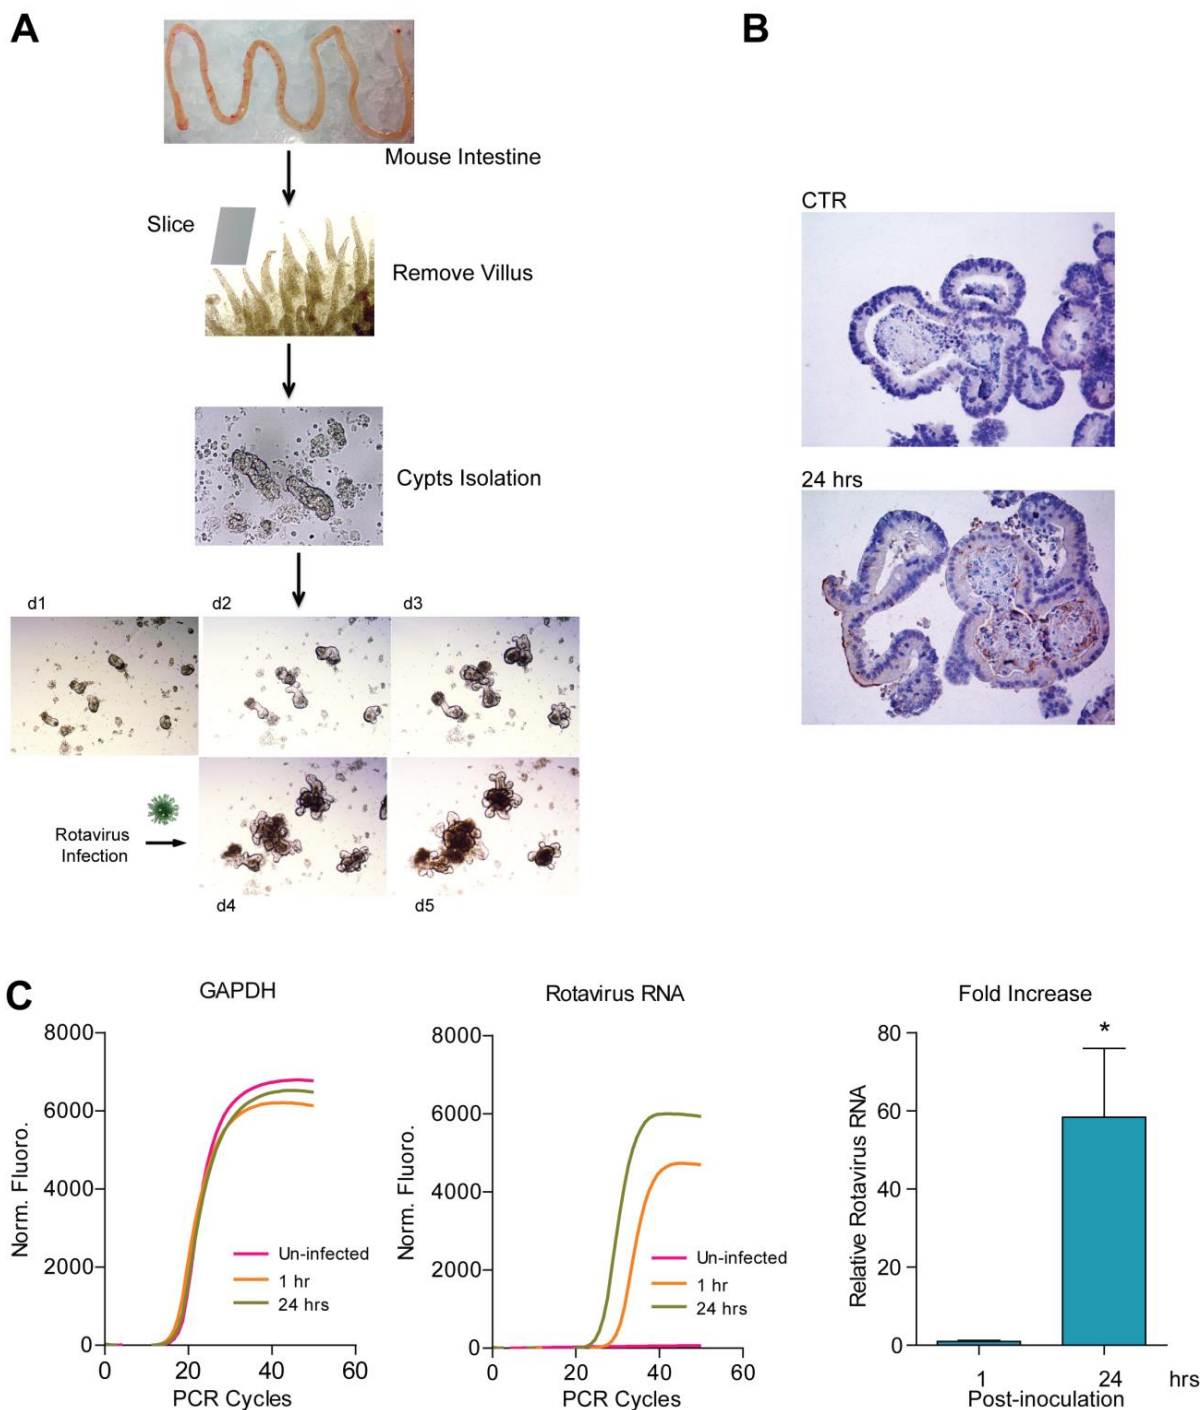 A
Mouse Intestine
Slice
Remove Villus
Cypts Isolation
d1
d2
d3
Rotavirus
Infection
d4
d5
B
CTR
24 hrs
C
GAPDH
8000
6000
4000
2000
0
Norm. Fluoro.
Un-infected
1 hr
24 hrs
0
20
40
60
PCR Cycles
Rotavirus RNA
8000
6000
4000
2000
0
Norm. Fluoro.
Un-infected
1 hr
24 hrs
0
20
40
60
PCR Cycles
Fold Increase
80
60
40
20
0
Relative Rotavirus RNA
*
1
24
hrs
Post-inoculation